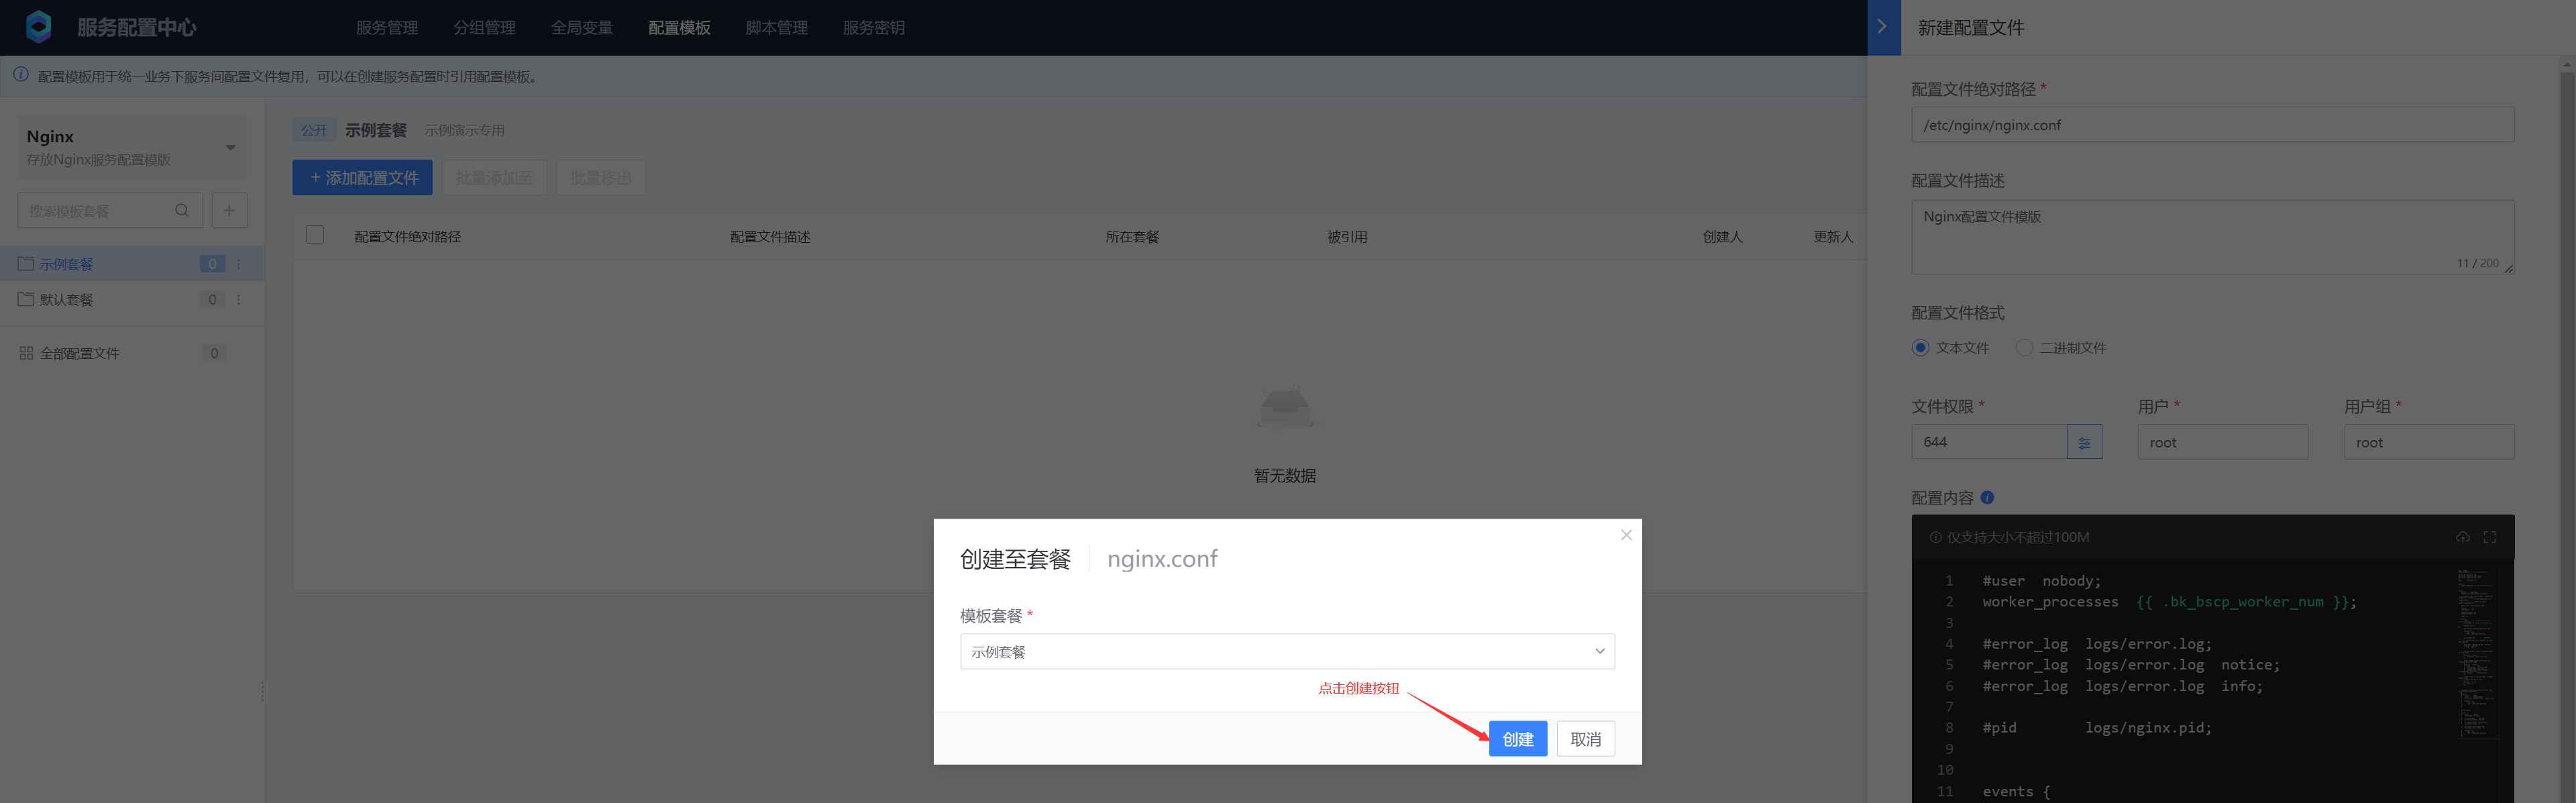 服务配置中心
服务管理 分组管理 全局变量 配置模板 脚本管理 服务密钥
配置模板用于统一业务下服务间配置文件复用，可以在创建服务配置时引用配置模板。
Nginx
存放Nginx服务配置模版
搜索模板套餐
示例套餐 0
默认套餐 0
全部配置文件 0
公开 示例套餐 示例演示专用
+ 添加配置文件 批量添加至 批量移出
配置文件绝对路径 配置文件描述 所在套餐 被引用 创建人 更新人
暂无数据
创建至套餐 nginx.conf
模板套餐 *
示例套餐
点击创建按钮
创建 取消
新建配置文件
配置文件绝对路径 *
/etc/nginx/nginx.conf
配置文件描述
Nginx配置文件模版
11 / 200
配置文件格式
文本文件 二进制文件
文件权限 * 用户 * 用户组 *
644 root root
配置内容
仅支持大小不超过100M
1 #user  nobody;
2 worker_processes  {{ .bk_bscp_worker_num }};
3
4 #error_log  logs/error.log;
5 #error_log  logs/error.log  notice;
6 #error_log  logs/error.log  info;
7
8 #pid        logs/nginx.pid;
9
10
11 events {